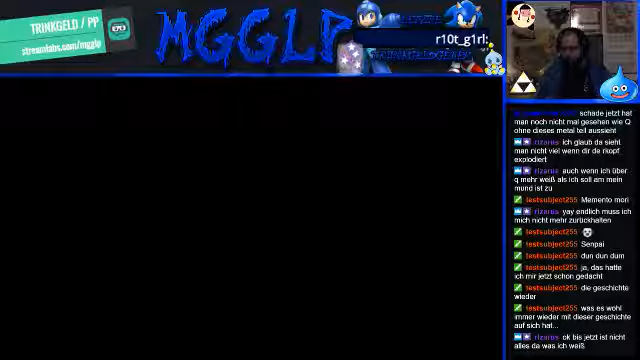 TRINKGELD / PP
streamlabs.com/mgglp
MGGLP
r10t_g1rl:
schade jetzt hat
man noch nicht mal gesehen wie Q
ohne dieses metal teil aussieht
rizarus ich glaub da sieht
man nicht viel wenn dir de rkopf
explodiert
auch wenn ich über
q mehr weiß als ich soll am mein
mund ist zu
testsubject255 Memento mori
rizarus yay endlich muss ich
mich nicht mehr zurückhalten
testsubject255
testsubject255 Senpai
testsubject255 dun dun dum
testsubject255 ja, das hatte
ich mir jetzt schon gedacht
testsubject255 die geschichte
wieder
testsubject255 was es wohl
immer wieder mit dieser geschichte
auf sich hat...
rizarus ok bis jetzt ist nicht
alles da was ich weiß